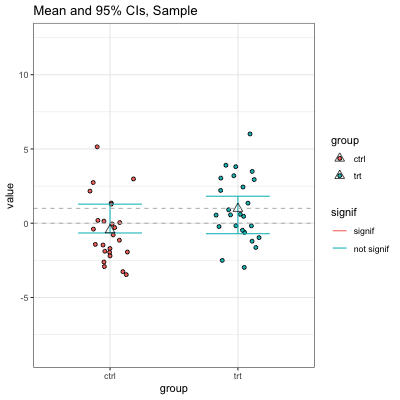 Mean and 95% CIs, Sample
value
10
5
0
-5
ctrl
trt
group
group
ctrl
trt
signif
signif
not signif